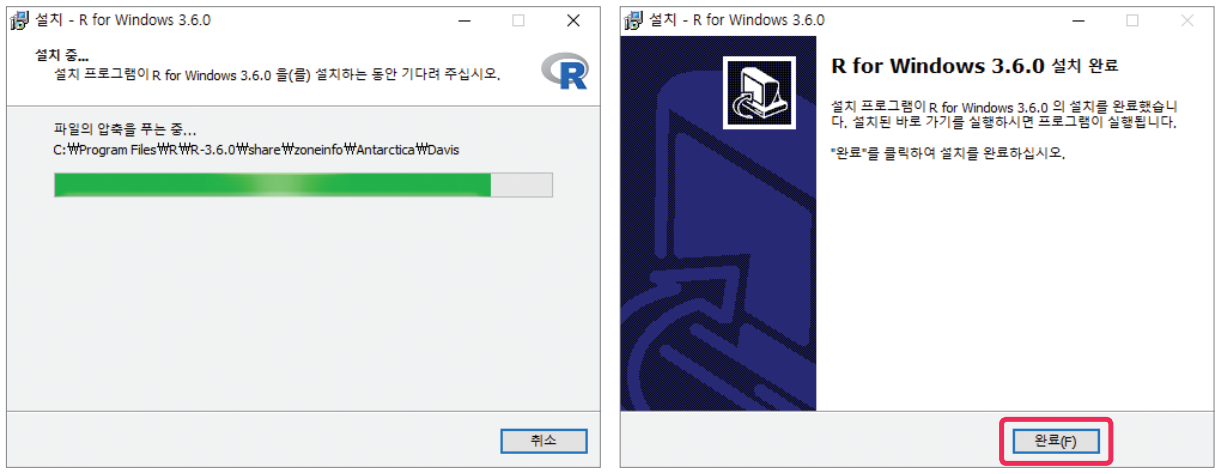 설치 - R for Windows 3.6.0
설치 중...
설치 프로그램이 R for Windows 3.6.0 을(를) 설치하는 동안 기다려 주십시오.
R
파일의 압축을 푸는 중...
C:₩Program Files₩R₩R-3.6.0₩share₩zoneinfo₩Antarctica₩Davis
취소
설치 - R for Windows 3.6.0
R for Windows 3.6.0 설치 완료
설치 프로그램이 R for Windows 3.6.0 의 설치를 완료했습니
다. 설치된 바로 가기를 실행하시면 프로그램이 실행됩니다.
"완료"를 클릭하여 설치를 완료하십시오.
완료(F)